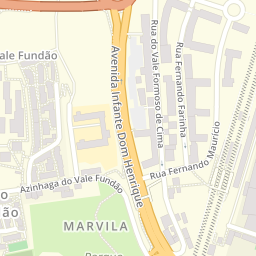 Vale Fundão
Avenida Infante Dom Henrique
Rua do Vale Formoso de Cima
Rua Fernando Farinha
Rua Fernando Maurício
Azinhaga do Vale Fundão
MARVILA
Parque